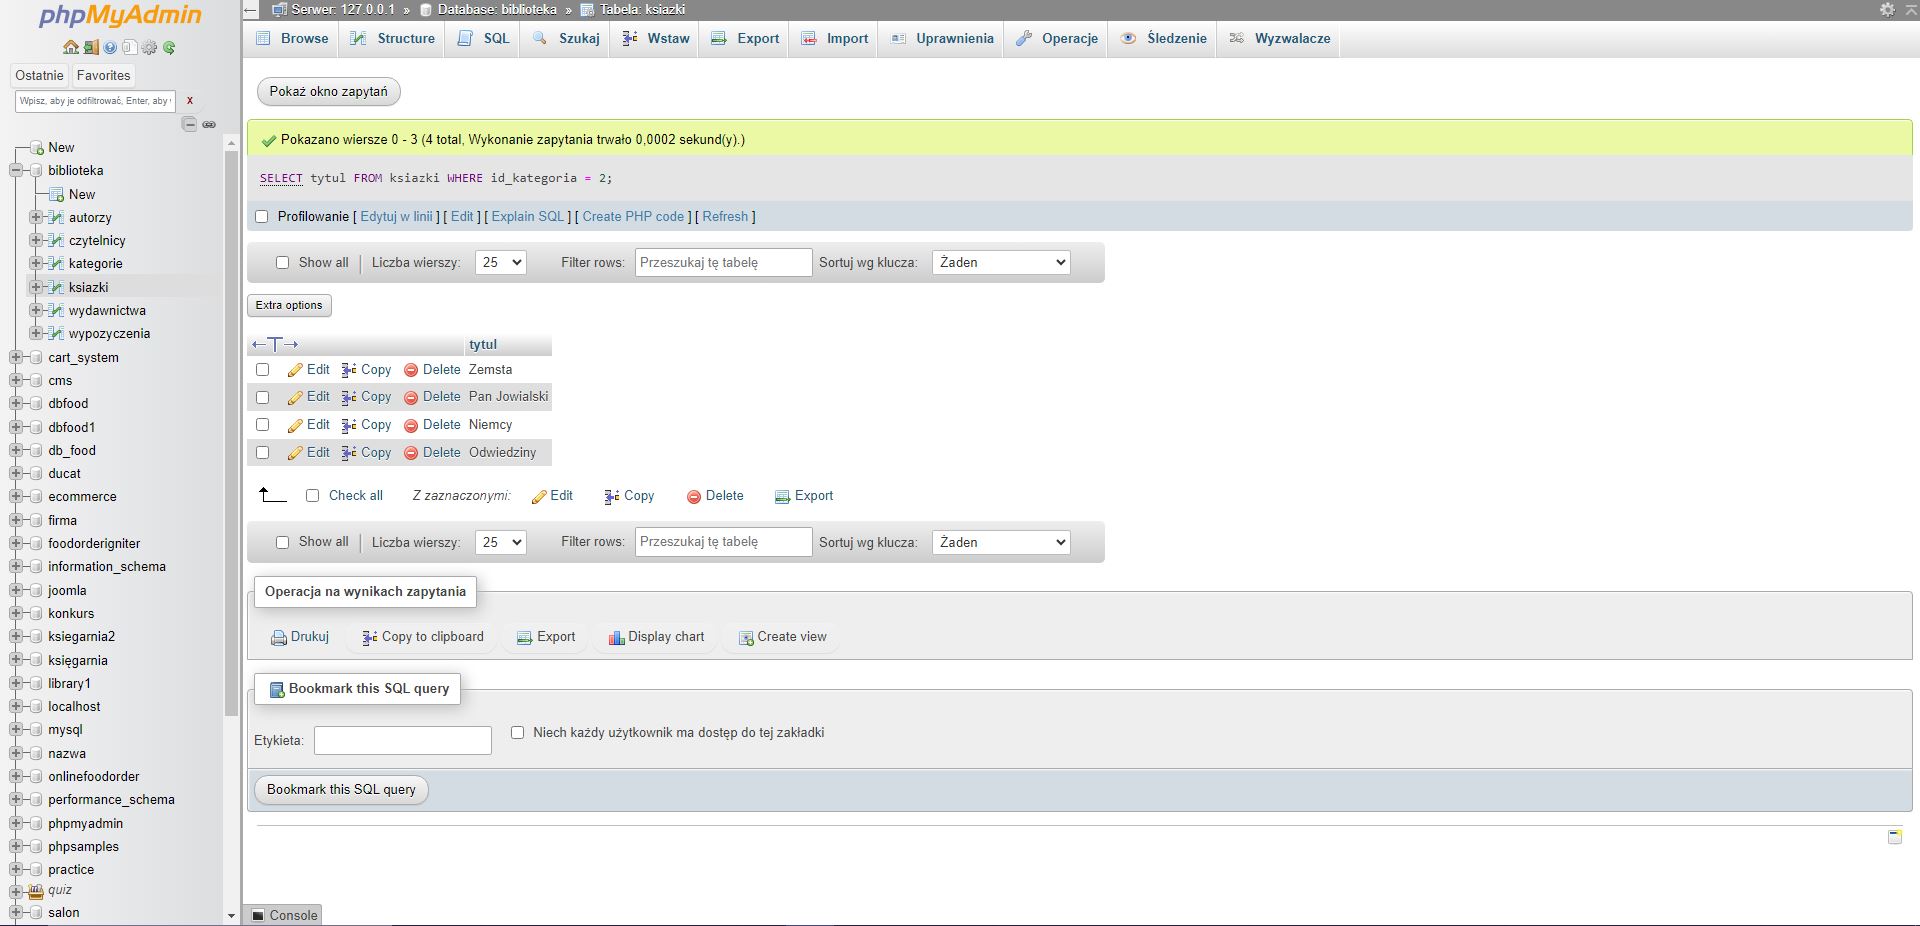 phpMyAdmin
Ostatnie Favorites
Wpisz, aby je odfiltrować, Enter, aby
x
New
biblioteka
New
autorzy
czytelnicy
kategorie
ksiazki
wydawnictwa
wypozyczenia
cart_system
cms
dbfood
dbfood1
db_food
ducat
ecommerce
firma
foodorderigniter
information_schema
joomla
konkurs
ksiegarnia2
księgarnia
library1
localhost
mysql
nazwa
onlinefoodorder
performance_schema
phpmyadmin
phpsamples
practice
quiz
salon
Serwer: 127.0.0.1 » Database: biblioteka » Tabela: ksiazki
Browse Structure SQL Szukaj Wstaw Export Import Uprawnienia Operacje Śledzenie Wyzwalacze
Pokaż okno zapytań
Pokazano wiersze 0 - 3 (4 total, Wykonanie zapytania trwało 0,0002 sekund(y).)
SELECT tytul FROM ksiazki WHERE id_kategoria = 2;
Profilowanie [ Edytuj w linii ] [ Edit ] [ Explain SQL ] [ Create PHP code ] [ Refresh ]
Show all | Liczba wierszy: 25 Filter rows: Przeszukaj tę tabelę Sortuj wg klucza: Żaden
Extra options
←T→ tytul
Edit Copy Delete Zemsta
Edit Copy Delete Pan Jowialski
Edit Copy Delete Niemcy
Edit Copy Delete Odwiedziny
Check all Z zaznaczonymi: Edit Copy Delete Export
Show all | Liczba wierszy: 25 Filter rows: Przeszukaj tę tabelę Sortuj wg klucza: Żaden
Operacja na wynikach zapytania
Drukuj Copy to clipboard Export Display chart Create view
Bookmark this SQL query
Etykieta: Niech każdy użytkownik ma dostęp do tej zakładki
Bookmark this SQL query
Console